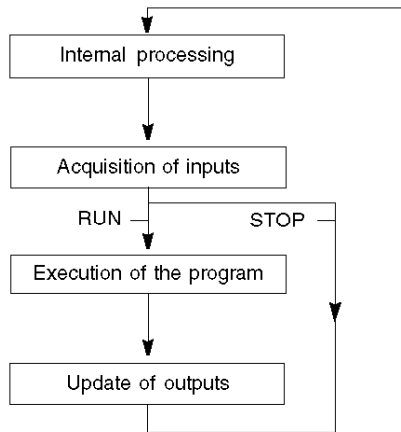 Internal processing
Acquisition of inputs
RUN
STOP
Execution of the program
Update of outputs